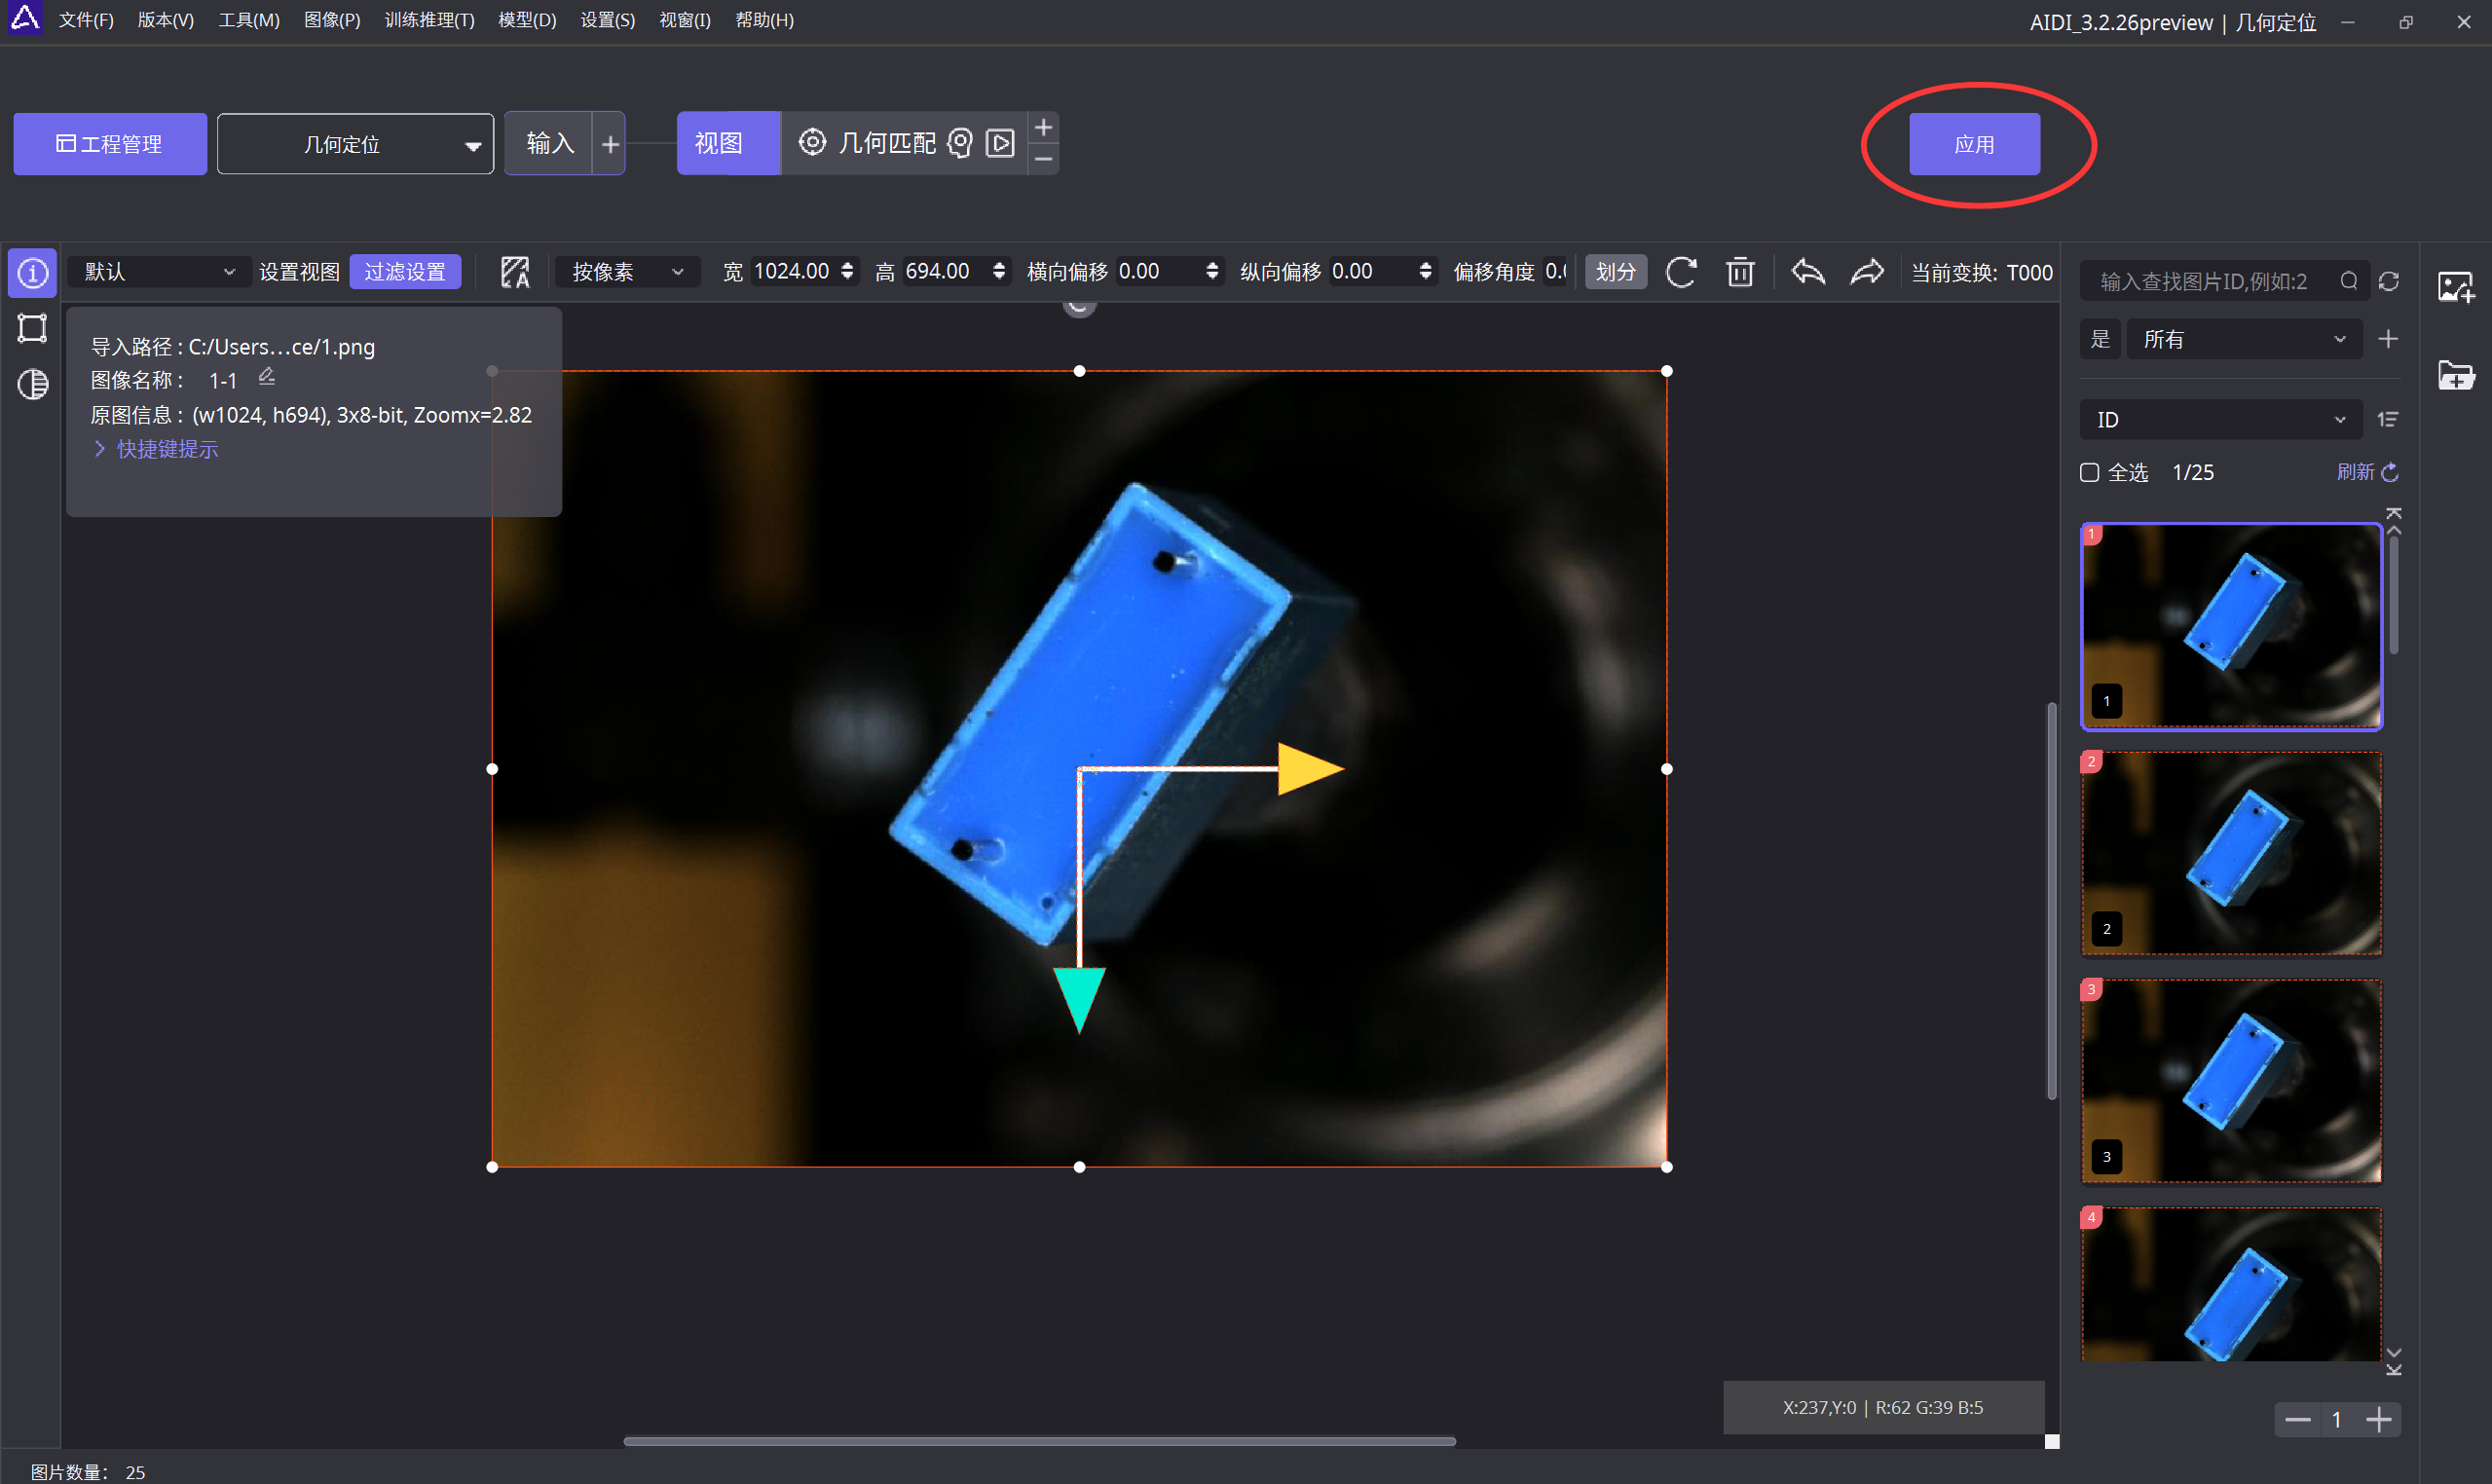 文件(F) 版本(V) 工具(M) 图像(P) 训练推理(T) 模型(D) 设置(S) 视窗(I) 帮助(H) AIDI_3.2.26preview | 几何定位
工程管理 几何定位 输入 + 视图 几何匹配 应用
默认 设置视图 过滤设置 按像素 宽 1024.00 高 694.00 横向偏移 0.00 纵向偏移 0.00 偏移角度 划分 当前变换: T000
导入路径 : C:/Users...ce/1.png
图像名称 : 1-1
原图信息 : (w1024, h694), 3x8-bit, Zoomx=2.82
快捷键提示
输入查找图片ID,例如:2
是 所有
ID
全选 1/25 刷新
1
1
2
2
3
3
4
X:237,Y:0 | R:62 G:39 B:5
1
图片数量: 25